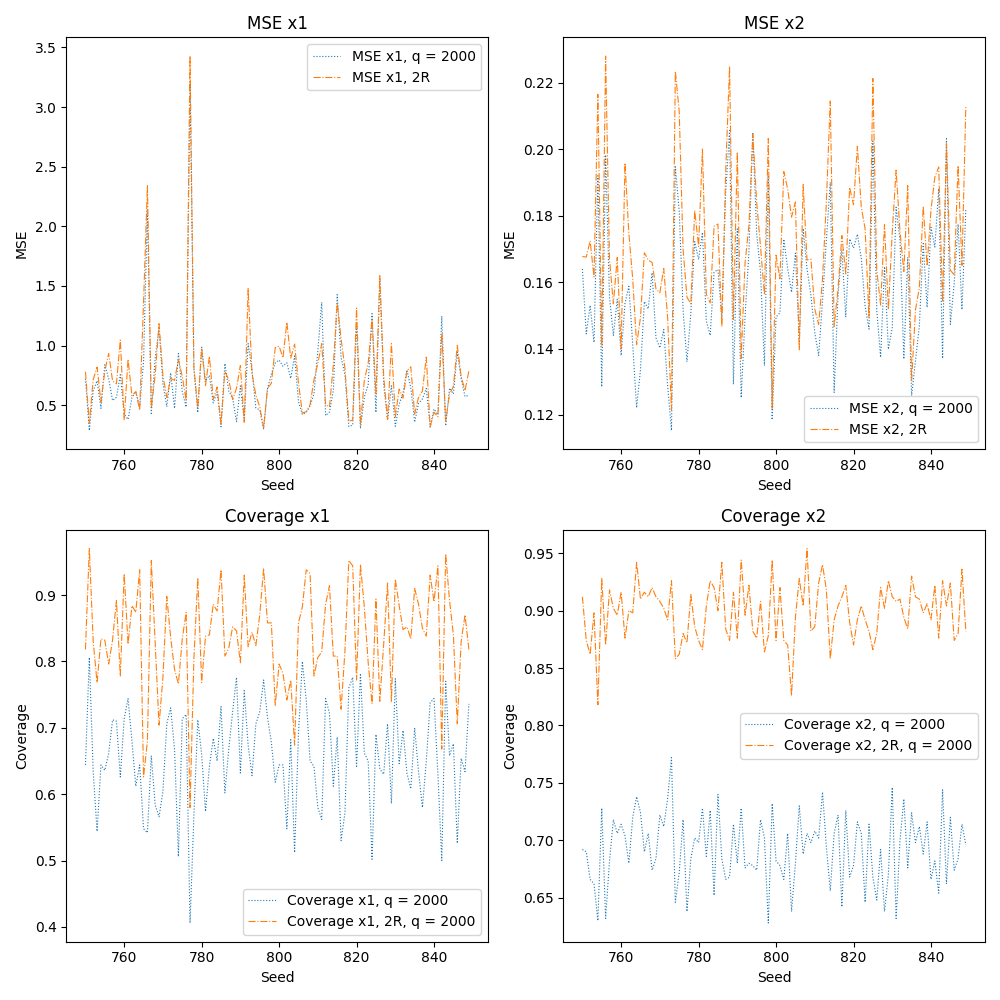 MSE x1
MSE x2
3.5
3.0
2.5
2.0
1.5
1.0
0.5
MSE
760
780
800
820
840
Seed
MSE x1, q = 2000
MSE x1, 2R
0.22
0.20
0.18
0.16
0.14
0.12
MSE
760
780
800
820
840
Seed
MSE x2, q = 2000
MSE x2, 2R
Coverage x1
Coverage x2
0.9
0.8
0.7
0.6
0.5
0.4
Coverage
760
780
800
820
840
Seed
Coverage x1, q = 2000
Coverage x1, 2R, q = 2000
0.95
0.90
0.85
0.80
0.75
0.70
0.65
Coverage
760
780
800
820
840
Seed
Coverage x2, q = 2000
Coverage x2, 2R, q = 2000